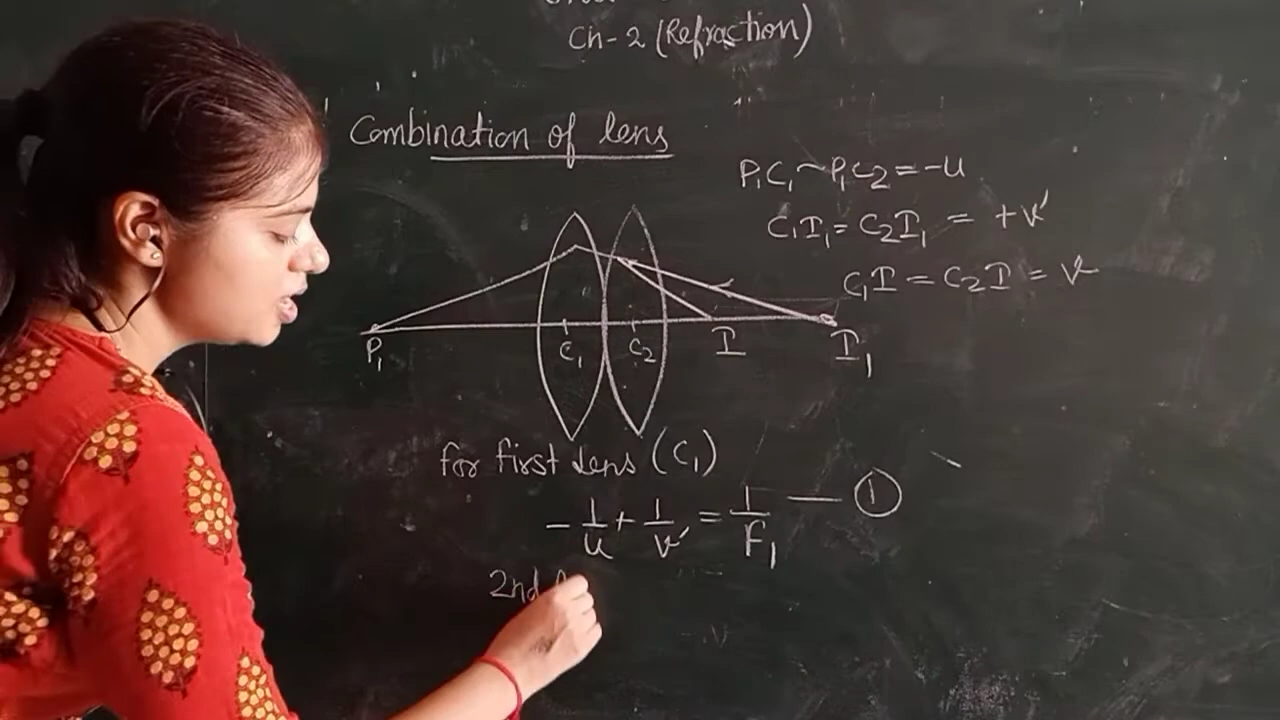 Ch-2 (Refraction)
Combination of lens
P₁C₁ ~ P₁C₂ = -u
C₁I₁ = C₂I₁ = +v′
C₁I = C₂I = v
P₁ C₁ C₂ I I₁
for first lens (C₁)
- 1/u + 1/v′ = 1/F₁ — ①
2nd